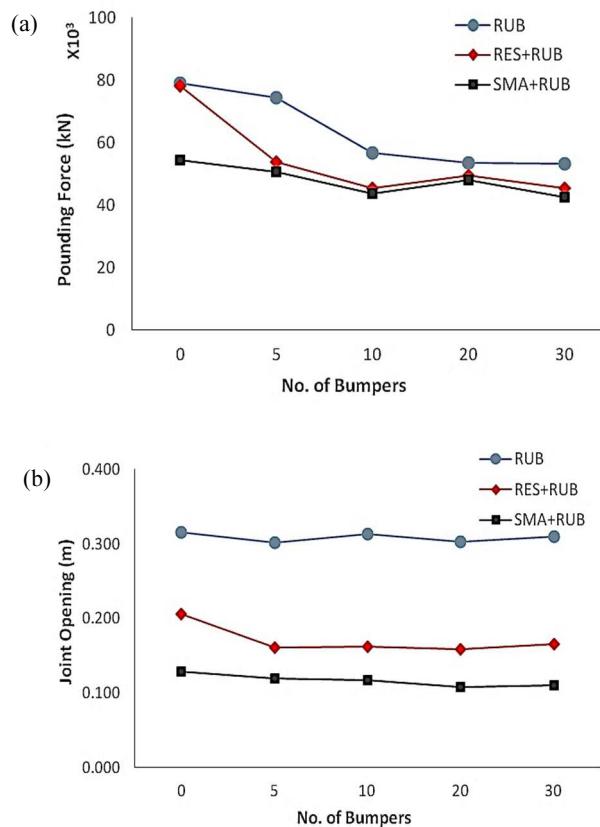 (a)
X10³
Pounding Force (kN)
100
80
60
40
20
0
RUB
RES+RUB
SMA+RUB
0 5 10 20 30
No. of Bumpers
(b)
Joint Opening (m)
0.400
0.300
0.200
0.100
0.000
RUB
RES+RUB
SMA+RUB
0 5 10 20 30
No. of Bumpers